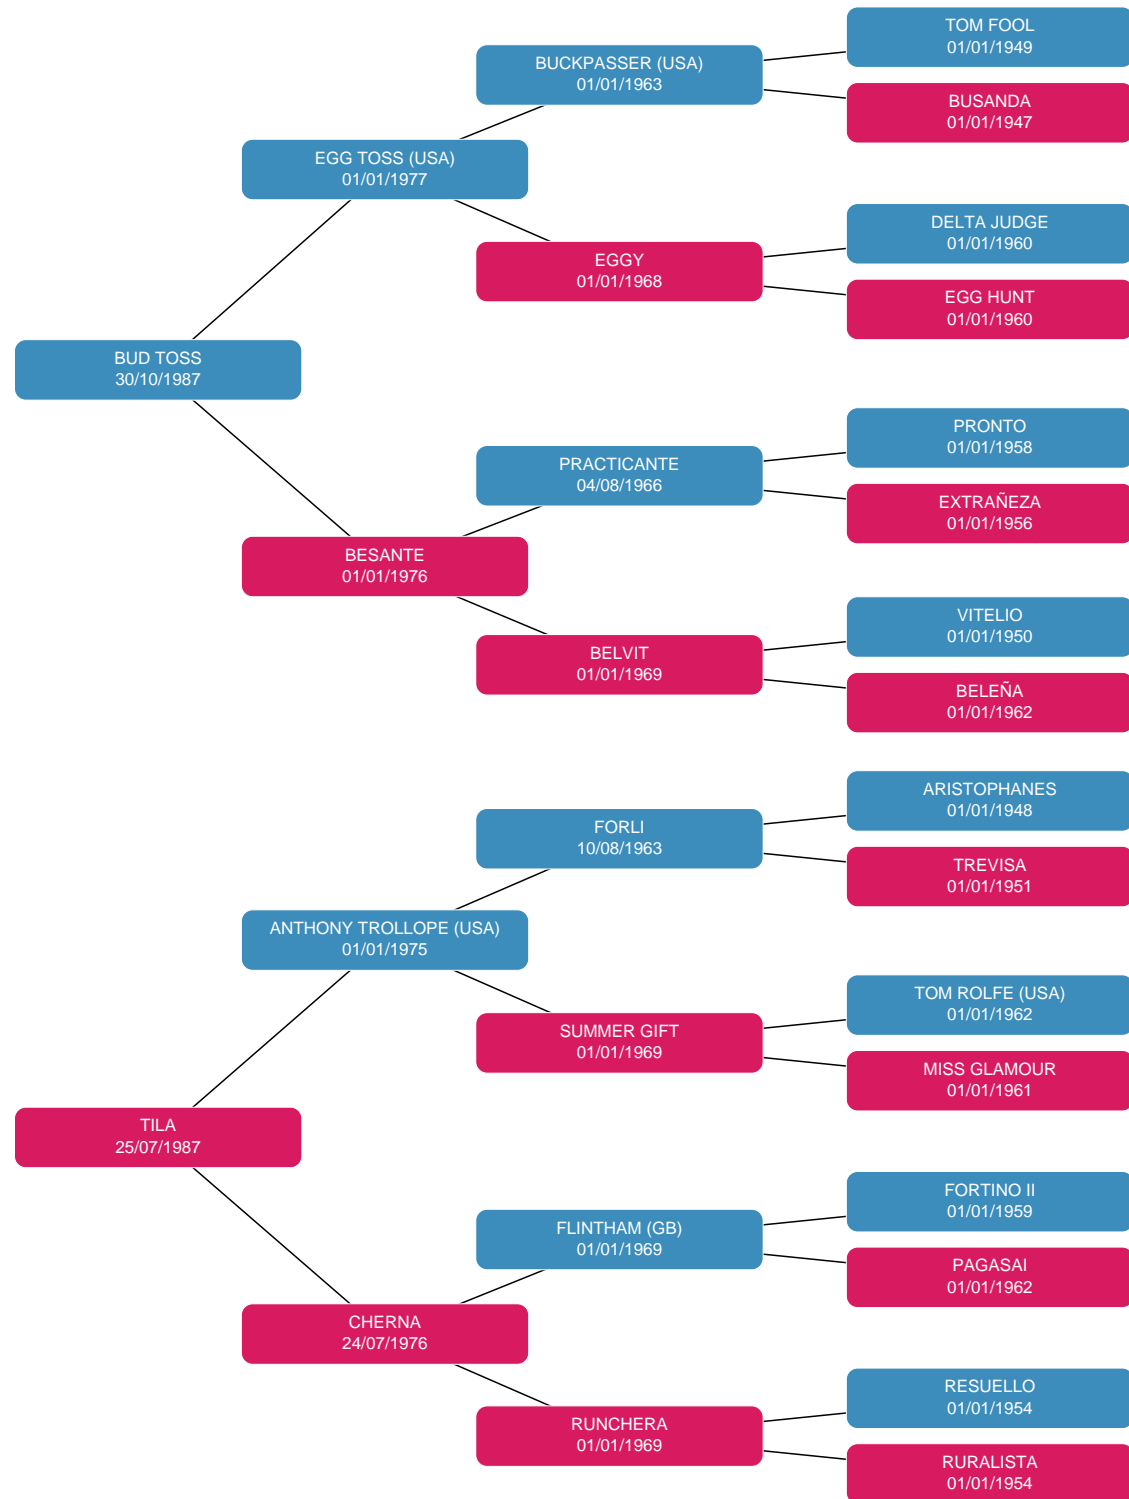 TOM FOOL
01/01/1949
BUCKPASSER (USA)
01/01/1963
BUSANDA
01/01/1947
EGG TOSS (USA)
01/01/1977
DELTA JUDGE
01/01/1960
EGGY
01/01/1968
EGG HUNT
01/01/1960
BUD TOSS
30/10/1987
PRONTO
01/01/1958
PRACTICANTE
04/08/1966
EXTRAÑEZA
01/01/1956
BESANTE
01/01/1976
VITELIO
01/01/1950
BELVIT
01/01/1969
BELEÑA
01/01/1962
ARISTOPHANES
01/01/1948
FORLI
10/08/1963
TREVISA
01/01/1951
ANTHONY TROLLOPE (USA)
01/01/1975
TOM ROLFE (USA)
01/01/1962
SUMMER GIFT
01/01/1969
MISS GLAMOUR
01/01/1961
TILA
25/07/1987
FORTINO II
01/01/1959
FLINTHAM (GB)
01/01/1969
PAGASAI
01/01/1962
CHERNA
24/07/1976
RESUELLO
01/01/1954
RUNCHERA
01/01/1969
RURALISTA
01/01/1954